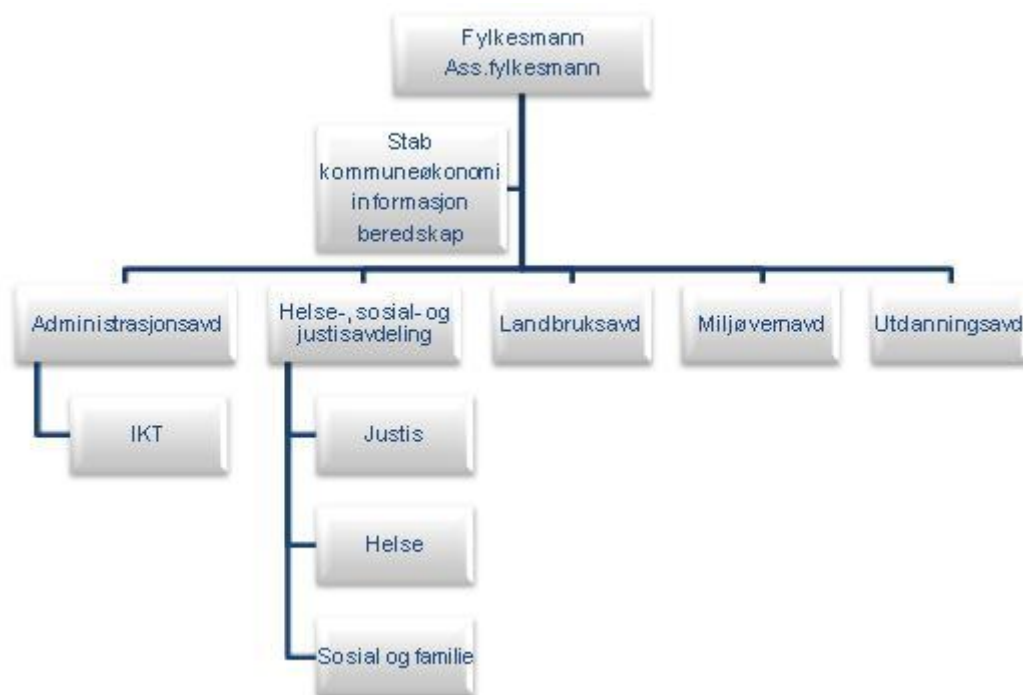 Fylkesmann
Ass.fylkesmann
Stab
kommuneøkonomi
informasjon
beredskap
Administrasjonsavd
Helse-, sosial- og
justisavdeling
Landbruksavd
Miljøvernavd
Utdanningsavd
IKT
Justis
Helse
Sosial og familie